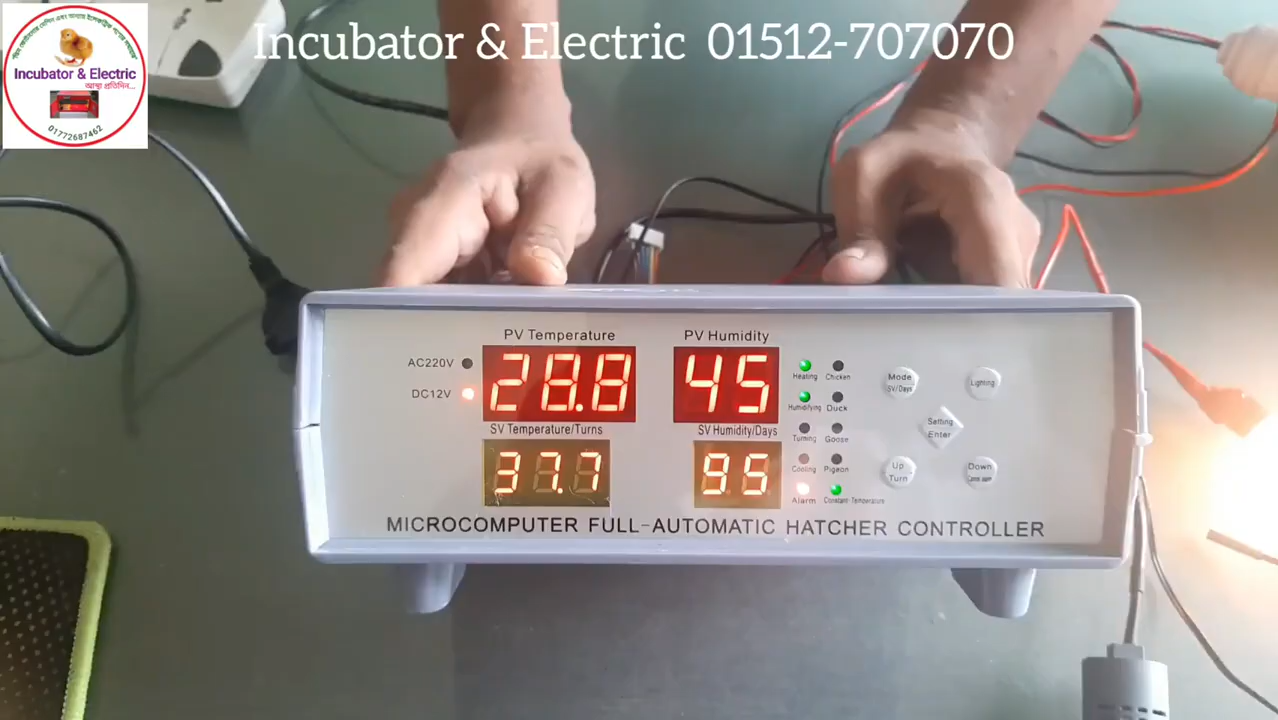 Incubator & Electric 01512-707070
Incubator & Electric
আস্থা প্রতিদিন...
01772687462
PV Temperature
PV Humidity
AC220V
28.8
45
DC12V
SV Temperature/Turns
SV Humidity/Days
37.7
95
Heating
Chicken
Humidifying
Duck
Turning
Goose
Cooling
Pigeon
Alarm
Constant-Temperature
Mode
SV/Days
Lighting
Setting
Enter
Up
Turn
Down
MICROCOMPUTER FULL-AUTOMATIC HATCHER CONTROLLER